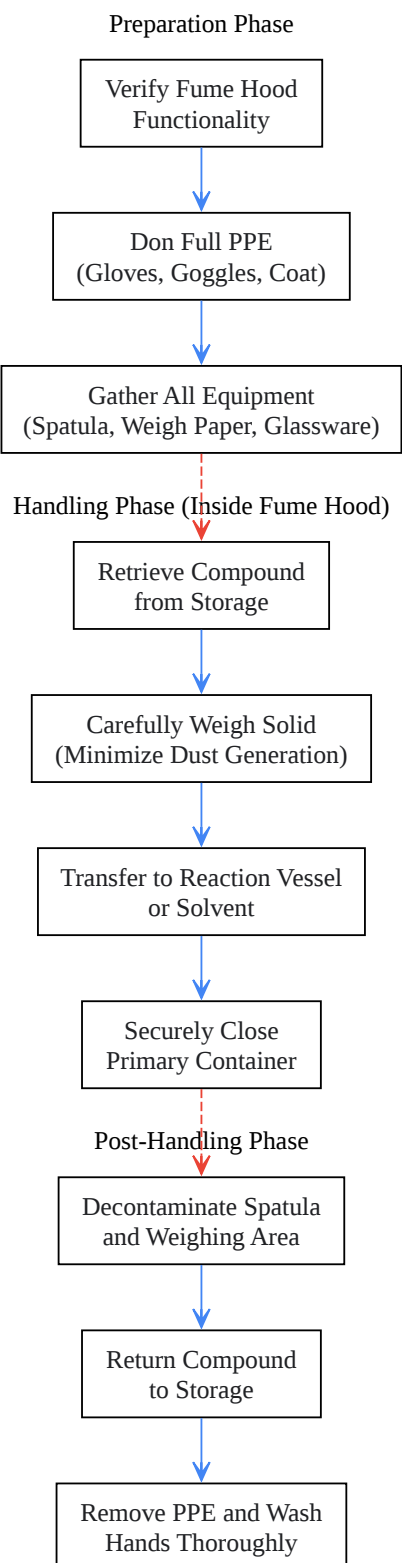 Preparation Phase
Verify Fume Hood
Functionality
Don Full PPE
(Gloves, Goggles, Coat)
Gather All Equipment
(Spatula, Weigh Paper, Glassware)
Handling Phase (Inside Fume Hood)
Retrieve Compound
from Storage
Carefully Weigh Solid
(Minimize Dust Generation)
Transfer to Reaction Vessel
or Solvent
Securely Close
Primary Container
Post-Handling Phase
Decontaminate Spatula
and Weighing Area
Return Compound
to Storage
Remove PPE and Wash
Hands Thoroughly